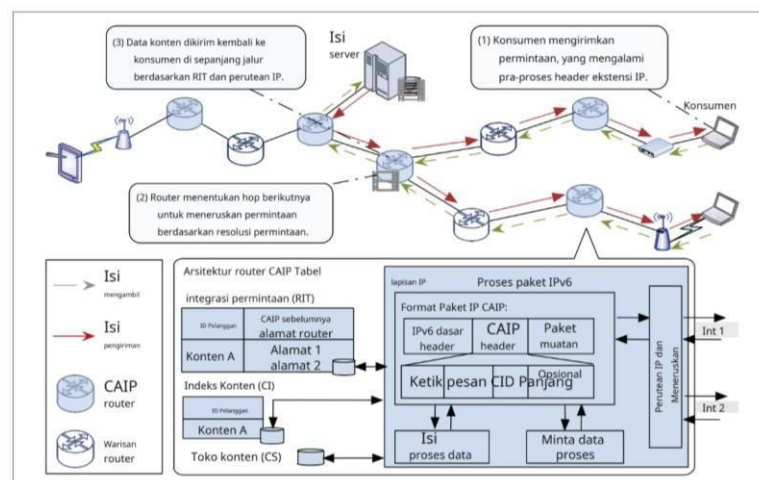 (3) Data konten dikirim kembali ke
konsumen di sepanjang jalur
berdasarkan RIT dan perutean IP.
Isi
server
(1) Konsumen mengirimkan
permintaan, yang mengalami
pra-proses header ekstensi IP.
Konsumen
(2) Router menentukan hop berikutnya
untuk meneruskan permintaan
berdasarkan resolusi permintaan.
Isi
mengambil
Isi
pengiriman
CAIP
router
Warisan
router
Arsitektur router CAIP Tabel
integrasi permintaan (RIT)
ID Pelanggan
CAIP sebelumnya
alamat router
Konten A
Alamat 1
alamat 2
Indeks Konten (CI)
ID Pelanggan
Konten A
Toko konten (CS)
lapisan IP
Proses paket IPv6
Format Paket IP CAIP:
IPv6 dasar
header
CAIP
header
Paket
muatan
Ketik pesan CID Panjang
Opsional
Isi
proses data
Minta data
proses
Perutean IP dan
Meneruskan
Int 1
Int 2